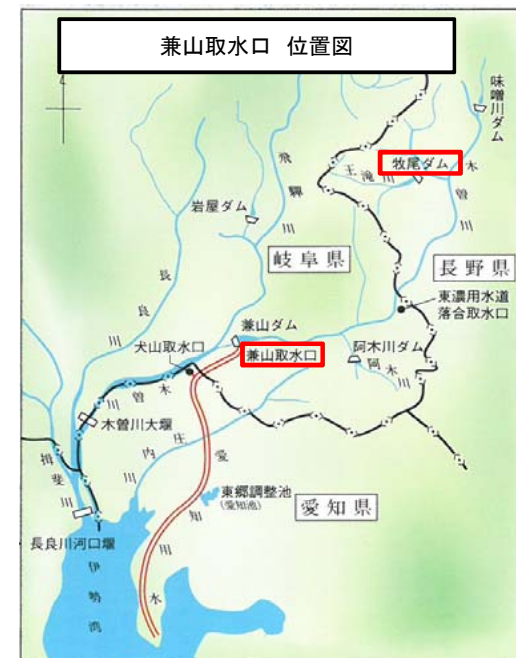 兼山取水口 位置図
4
味噌川ダム
牧尾ダム
王滝川
木曽川
飛騨川
岩屋ダム
岐阜県
長野県
長良川
東濃用水道
落合取水口
兼山ダム
犬山取水口
兼山取水口
阿木川ダム
阿木川
木曽川
木曽川大堰
庄内川
揖斐川
愛知用水
東郷調整池
(愛知池)
愛知県
長良川河口堰
伊勢湾